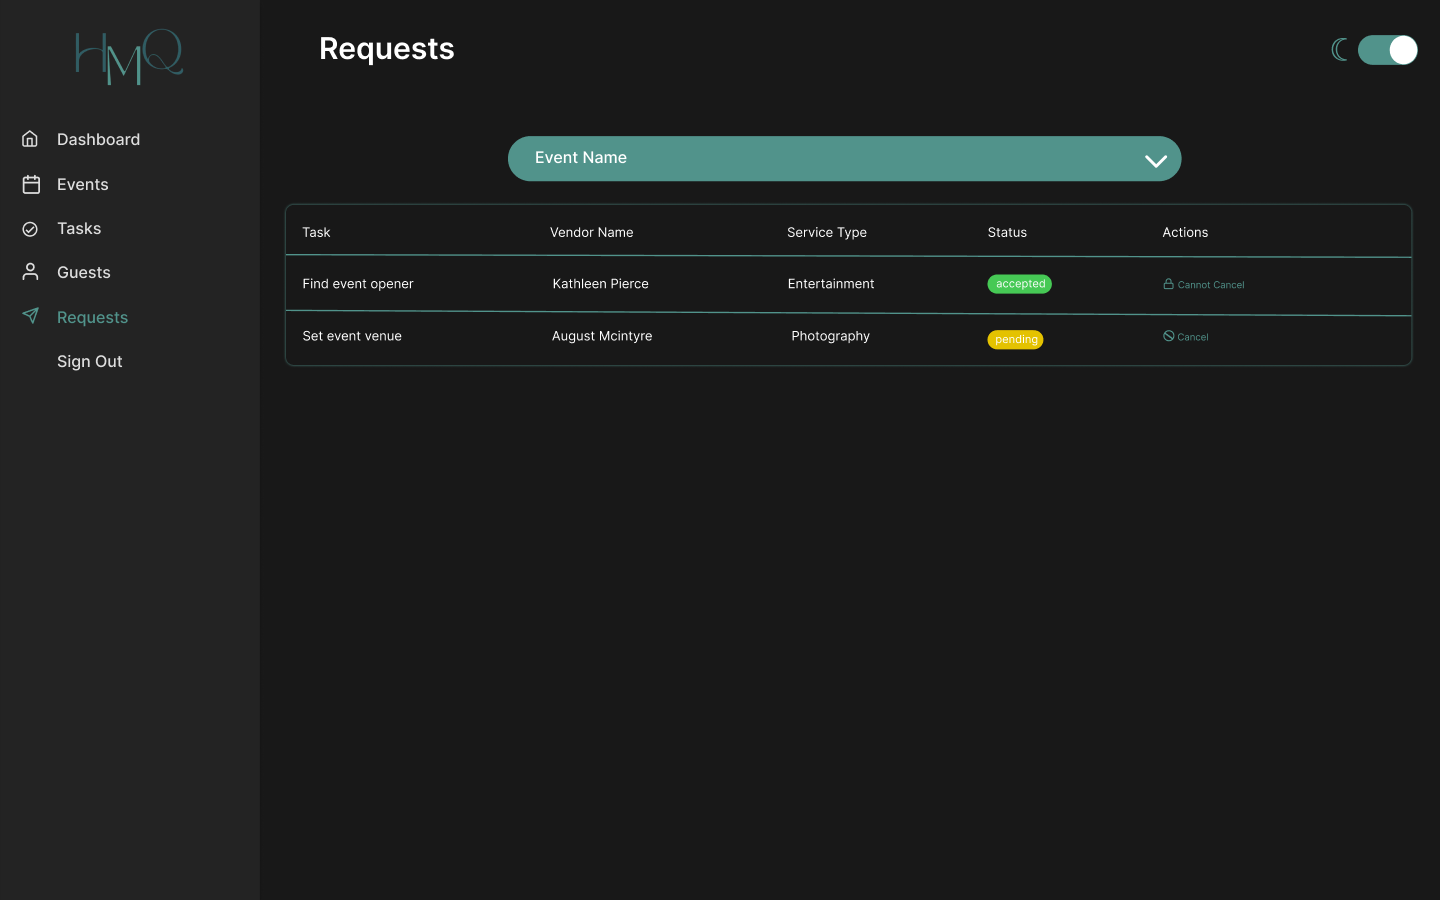 HMQ
Requests
Dashboard
Events
Tasks
Guests
Requests
Sign Out
Event Name
Task Vendor Name Service Type Status Actions
Find event opener Kathleen Pierce Entertainment accepted Cannot Cancel
Set event venue August Mcintyre Photography pending Cancel